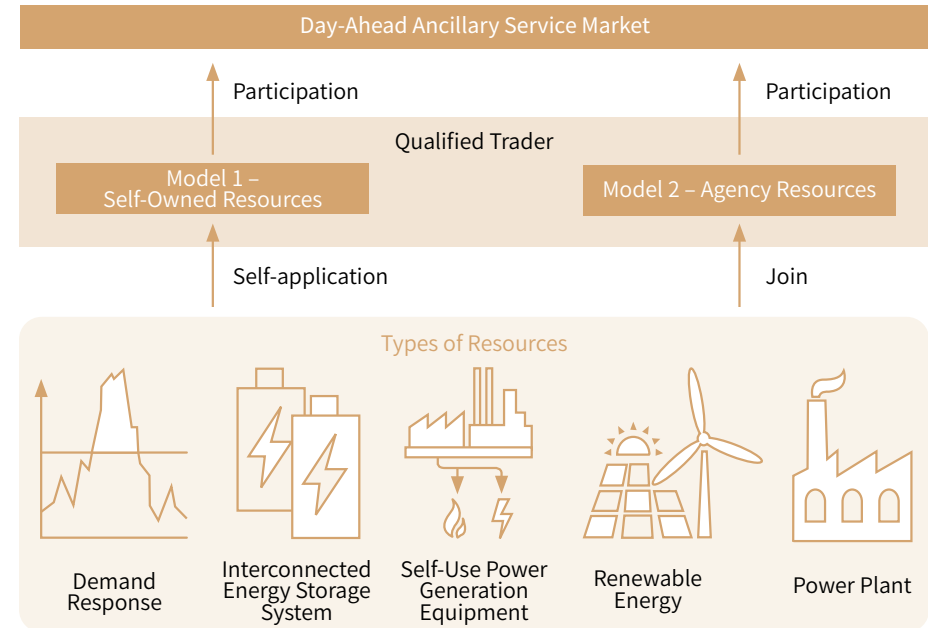 Day-Ahead Ancillary Service Market
Participation
Participation
Qualified Trader
Model 1 –
Self-Owned Resources
Model 2 – Agency Resources
Self-application
Join
Types of Resources
Demand
Response
Interconnected
Energy Storage
System
Self-Use Power
Generation
Equipment
Renewable
Energy
Power Plant